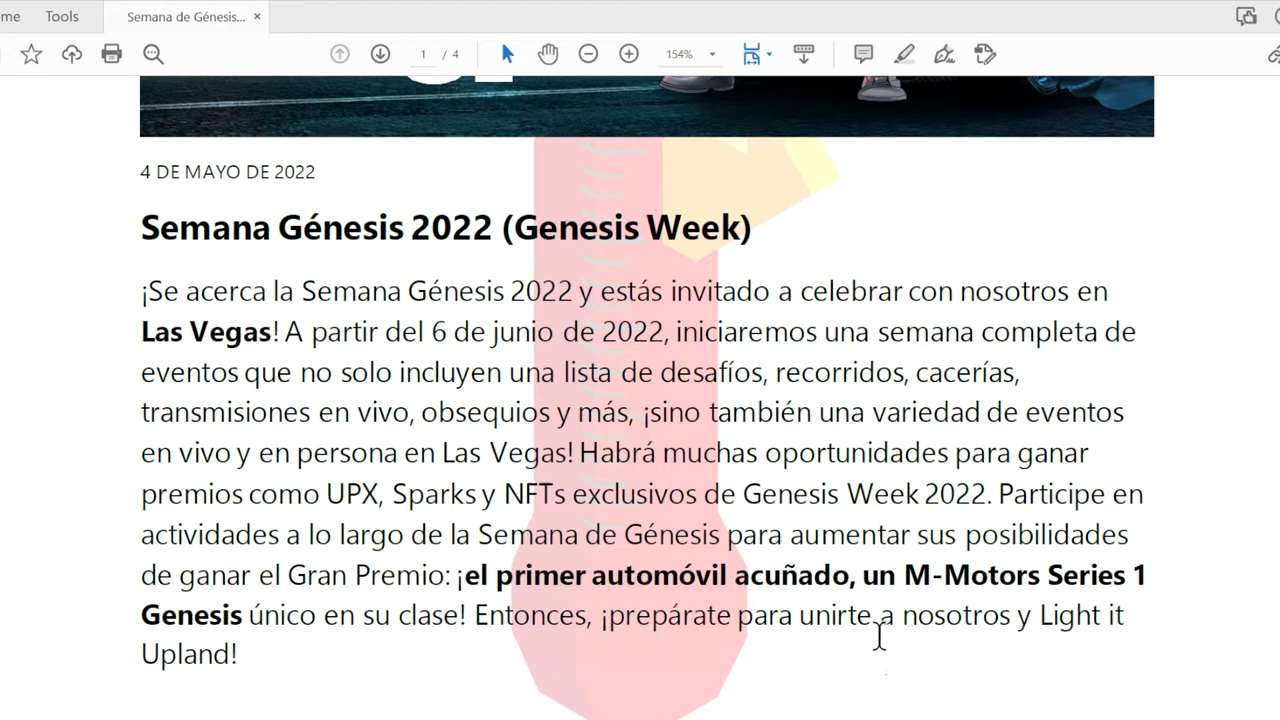 me Tools Semana de Génesis... ×
1 / 4 154%
4 DE MAYO DE 2022
Semana Génesis 2022 (Genesis Week)
¡Se acerca la Semana Génesis 2022 y estás invitado a celebrar con nosotros en
Las Vegas! A partir del 6 de junio de 2022, iniciaremos una semana completa de
eventos que no solo incluyen una lista de desafíos, recorridos, cacerías,
transmisiones en vivo, obsequios y más, ¡sino también una variedad de eventos
en vivo y en persona en Las Vegas! Habrá muchas oportunidades para ganar
premios como UPX, Sparks y NFTs exclusivos de Genesis Week 2022. Participe en
actividades a lo largo de la Semana de Génesis para aumentar sus posibilidades
de ganar el Gran Premio: ¡el primer automóvil acuñado, un M-Motors Series 1
Genesis único en su clase! Entonces, ¡prepárate para unirte a nosotros y Light it
Upland!